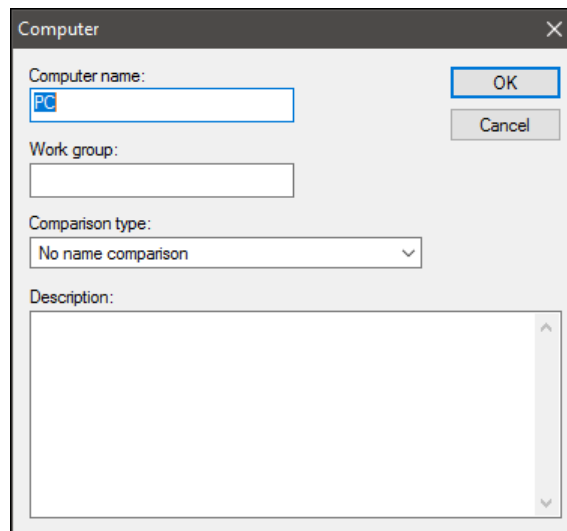 Computer
Computer name:
PC
OK
Cancel
Work group:
Comparison type:
No name comparison
Description: